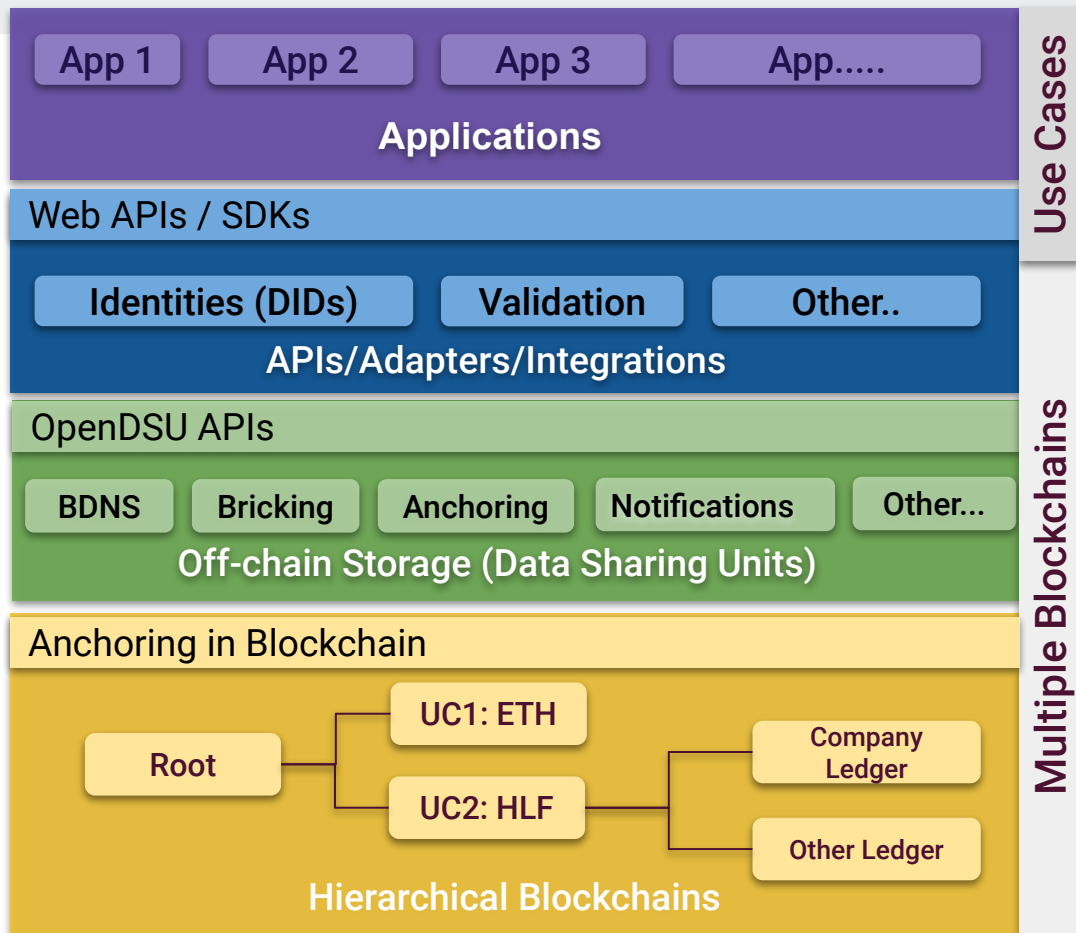 App 1
App 2
App 3
App.....
Applications
Use Cases
Web APIs / SDKs
Identities (DIDs)
Validation
Other..
APIs/Adapters/Integrations
OpenDSU APIs
BDNS
Bricking
Anchoring
Notifications
Other...
Off-chain Storage (Data Sharing Units)
Multiple Blockchains
Anchoring in Blockchain
Root
UC1: ETH
UC2: HLF
Company
Ledger
Other Ledger
Hierarchical Blockchains